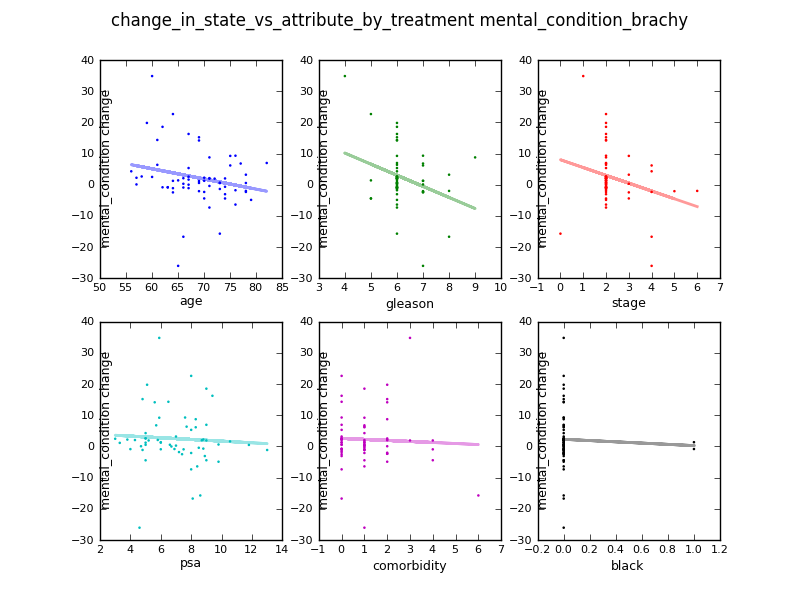 change_in_state_vs_attribute_by_treatment mental_condition_brachy
mental_condition change
40
30
20
10
0
−10
−20
−30
50 55 60 65 70 75 80 85
age
mental_condition change
40
30
20
10
0
−10
−20
−30
3 4 5 6 7 8 9 10
gleason
mental_condition change
40
30
20
10
0
−10
−20
−30
−1 0 1 2 3 4 5 6 7
stage
mental_condition change
40
30
20
10
0
−10
−20
−30
2 4 6 8 10 12 14
psa
mental_condition change
40
30
20
10
0
−10
−20
−30
−1 0 1 2 3 4 5 6 7
comorbidity
mental_condition change
40
30
20
10
0
−10
−20
−30
−0.2 0.0 0.2 0.4 0.6 0.8 1.0 1.2
black